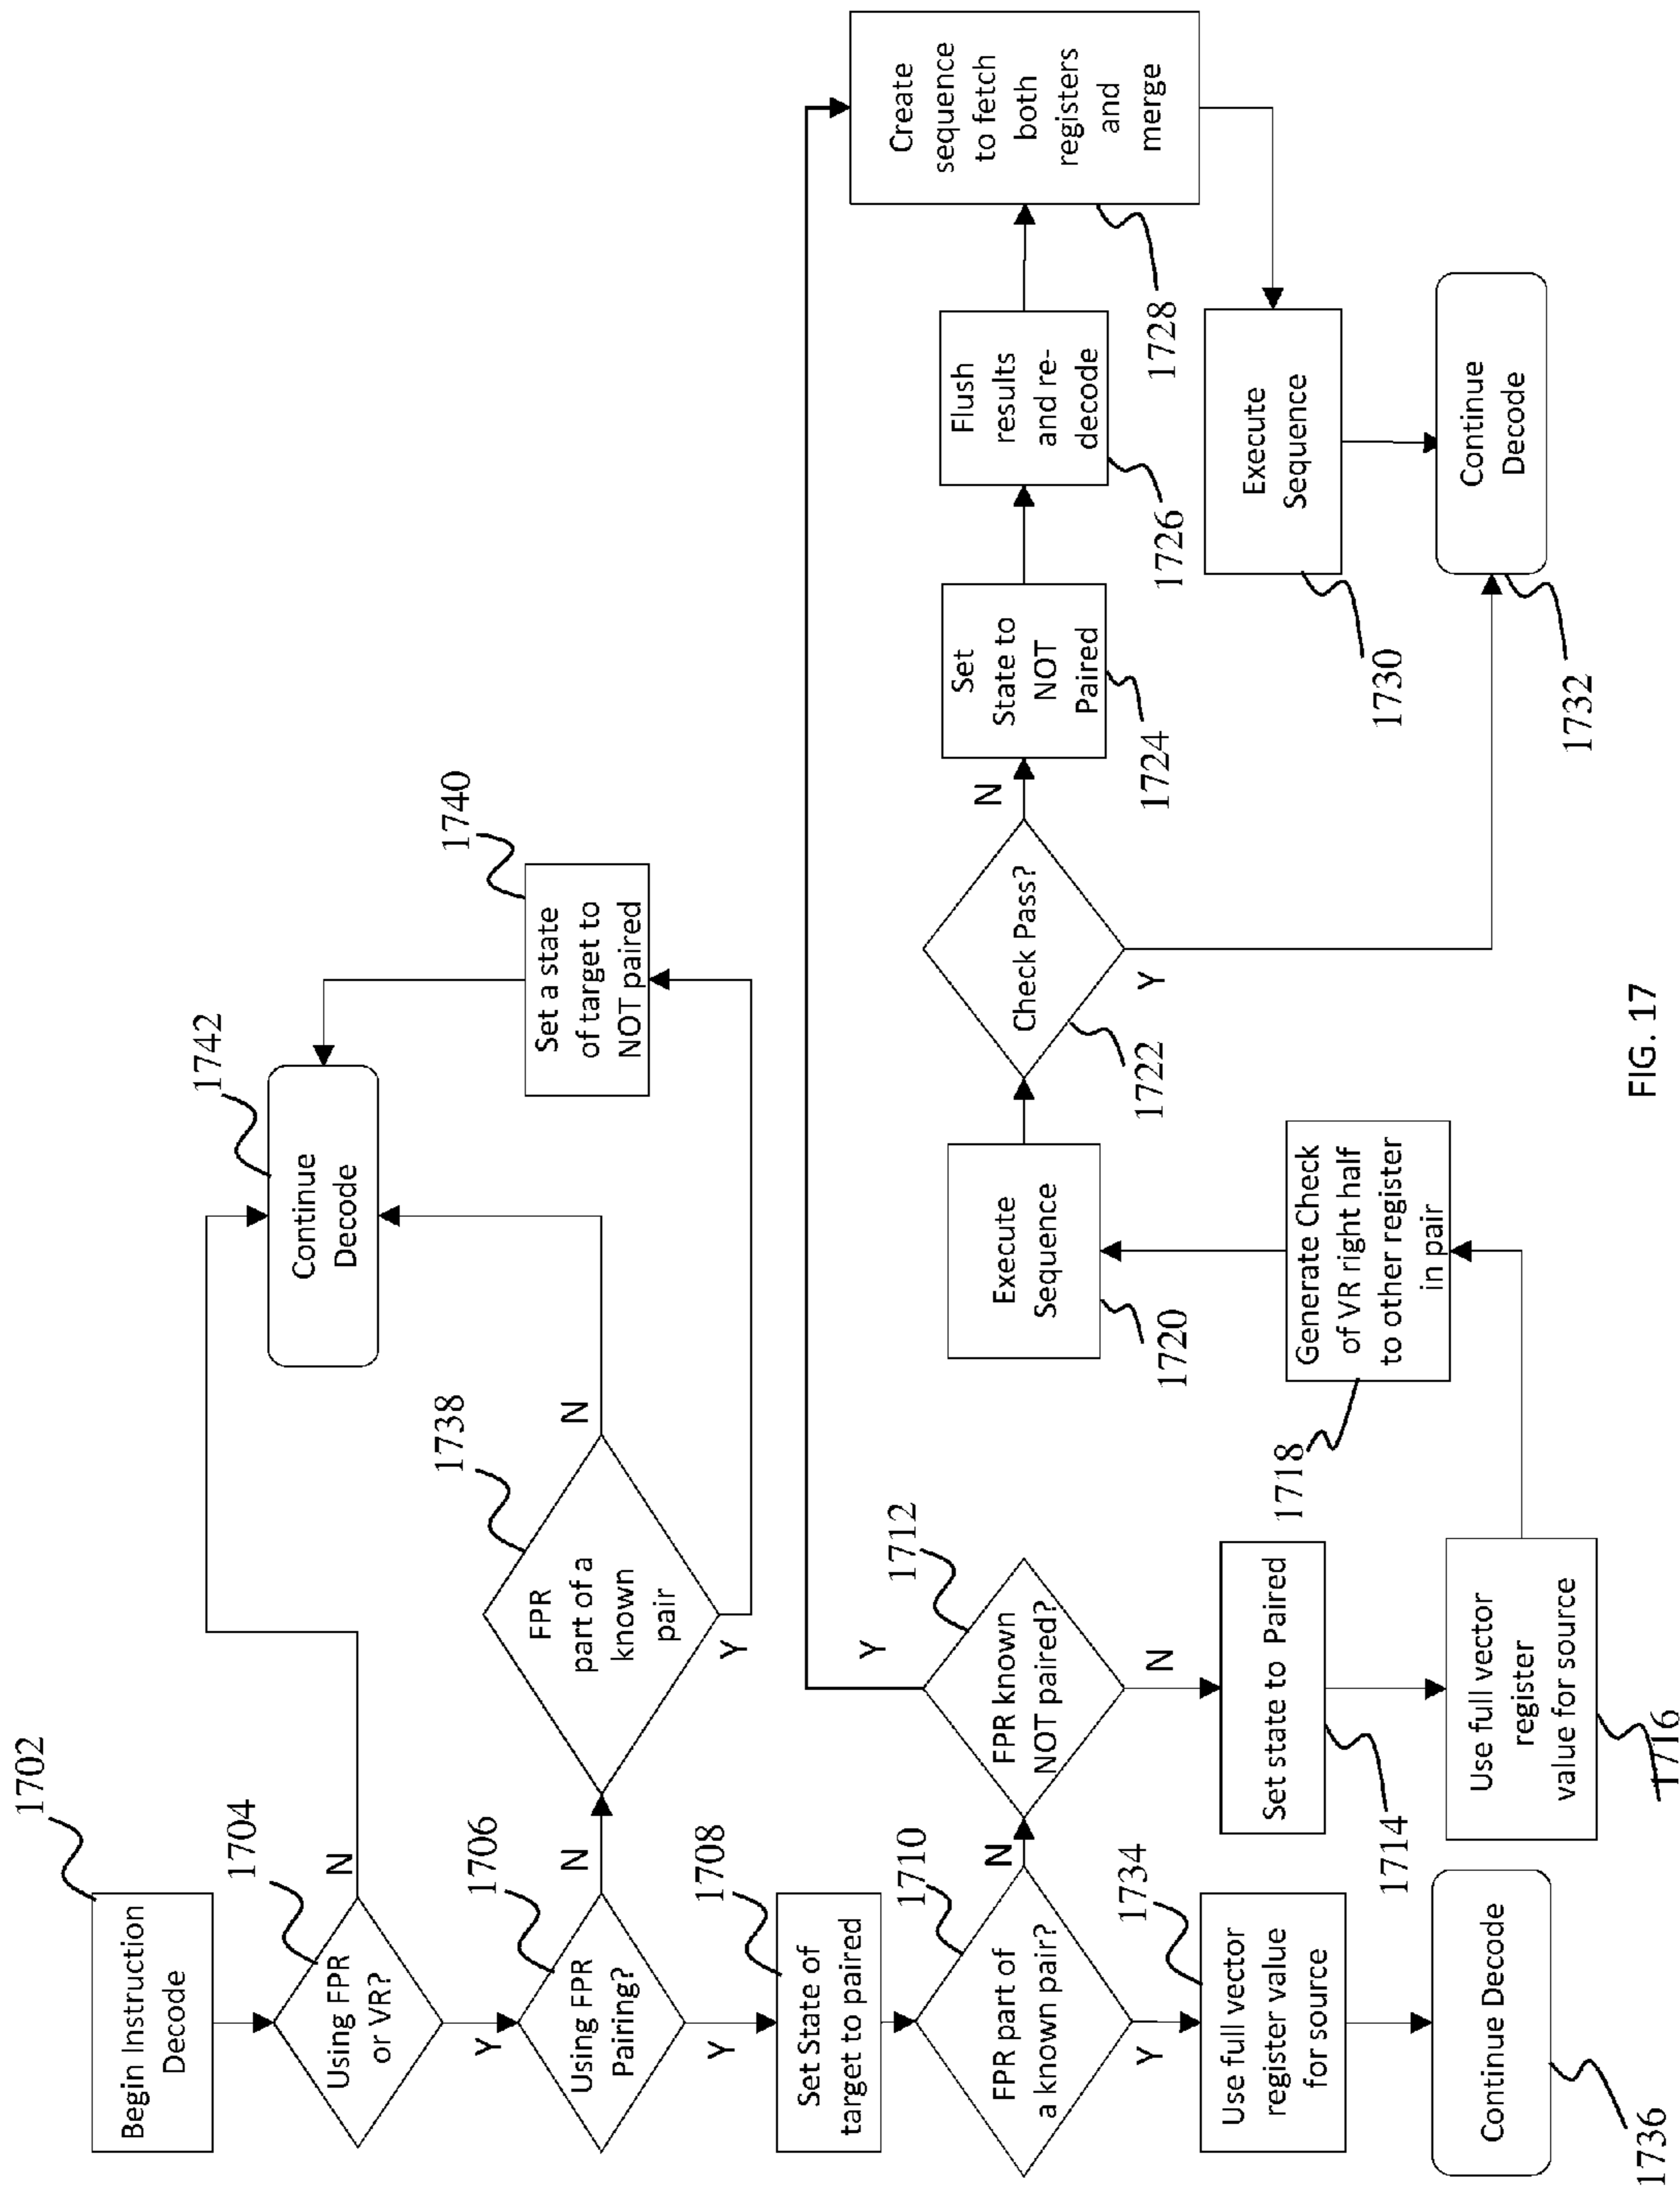 1702
Begin Instruction
Decode
1704
Using FPR
or VR?
N
Y
1706
Using FPR
Pairing?
N
Y
1708
Set State of
target to paired
1710
FPR part of
a known pair?
N
Y
1734
Use full vector
register value
for source
Continue Decode
1736
1712
FPR known
NOT paired?
Y
N
Set state to Paired
1714
Use full vector
register
value for source
1716
1738
FPR
part of a
known
pair
N
Y
1740
Set a state
of target to
NOT paired
1742
Continue
Decode
Generate Check
of VR right half
to other register
in pair
1718
Execute
Sequence
1720
Check Pass?
1722
N
Y
Set
State to
NOT
Paired
1724
Flush
results
and re-
decode
1726
Create
sequence
to fetch
both
registers
and
merge
1728
Execute
Sequence
1730
Continue
Decode
1732
FIG. 17